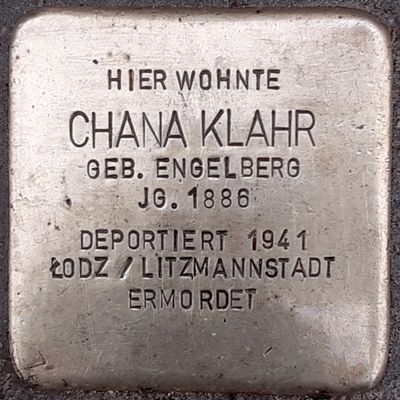 HIER WOHNTE
CHANA KLAHR
GEB. ENGELBERG
JG. 1886
DEPORTIERT 1941
ŁODZ / LITZMANNSTADT
ERMORDET